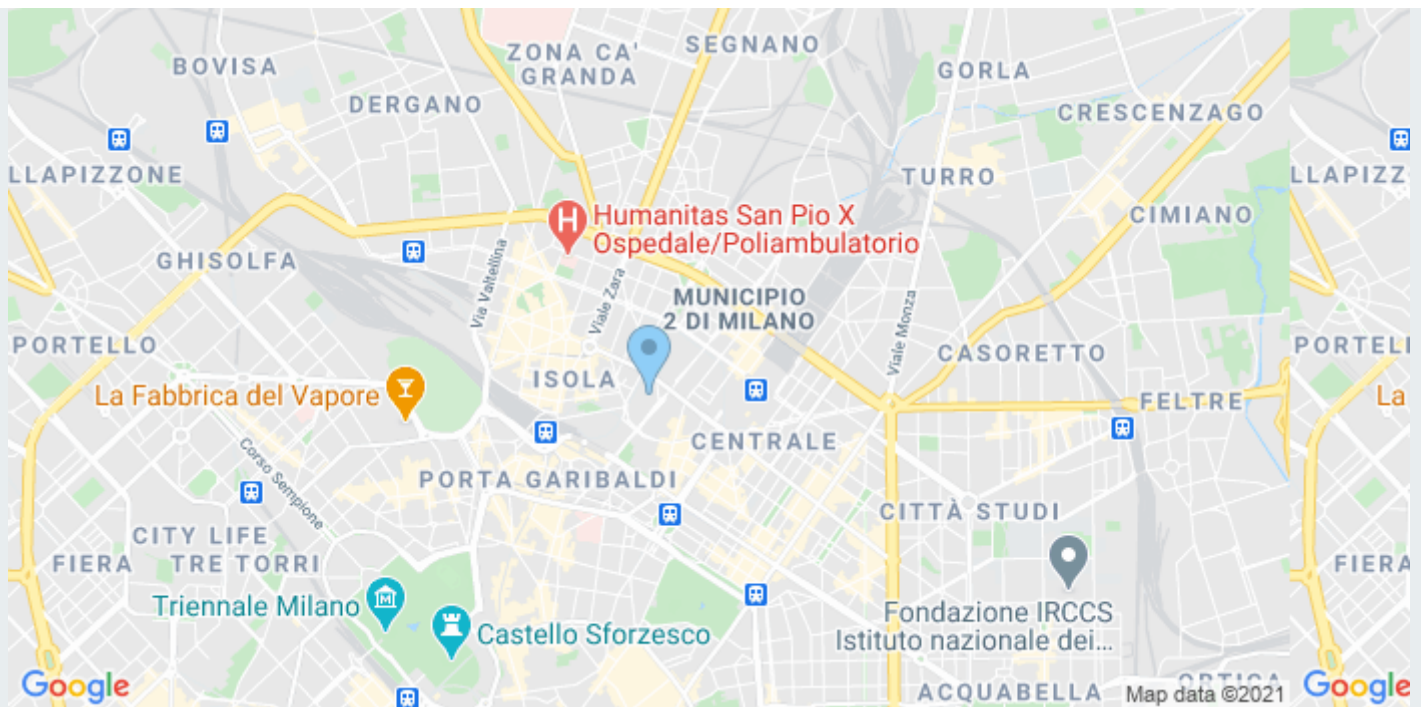 ZONA CA'
GRANDA
SEGNANO
BOVISA
GORLA
DERGANO
CRESCENZAGO
LLAPIZZONE
TURRO
LLAPIZZ
Humanitas San Pio X
Ospedale/Poliambulatorio
CIMIANO
GHISOLFA
Via Valtellina
Viale Zara
MUNICIPIO
2 DI MILANO
Viale Monza
PORTELLO
CASORETTO
PORTELI
ISOLA
La Fabbrica del Vapore
FELTRE
La
CENTRALE
Corso Sempione
PORTA GARIBALDI
CITTÀ STUDI
CITY LIFE
FIERA
TRE TORRI
FIERA
Triennale Milano
Castello Sforzesco
Fondazione IRCCS
Istituto nazionale dei...
Google
ACQUABELLA
ORTICA
Map data ©2021
Google